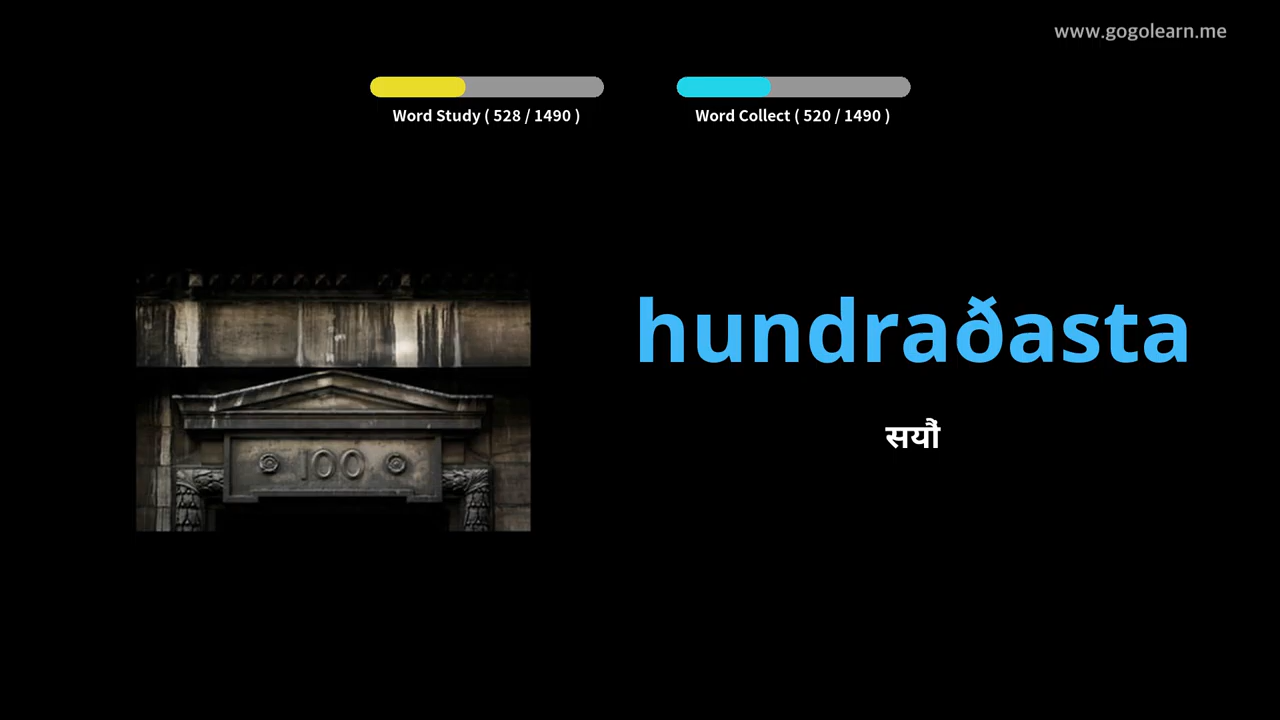 www.gogolearn.me
Word Study ( 528 / 1490 )
Word Collect ( 520 / 1490 )
hundraðasta
सयौं
100